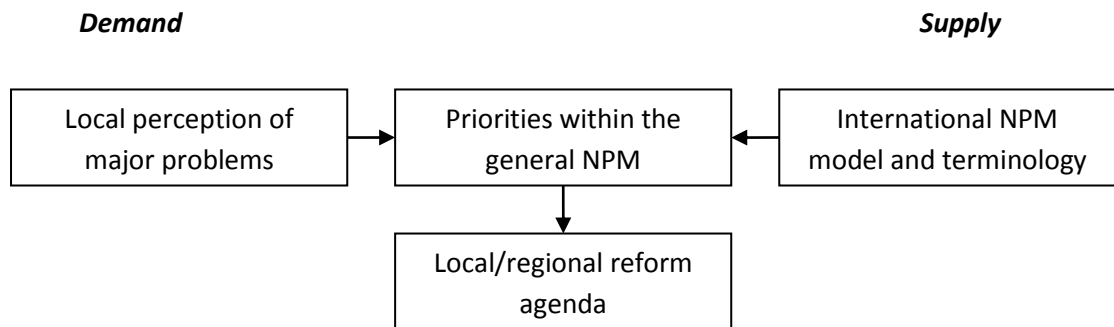 Demand
Supply
Local perception of
major problems
Priorities within the
general NPM
International NPM
model and terminology
Local/regional reform
agenda